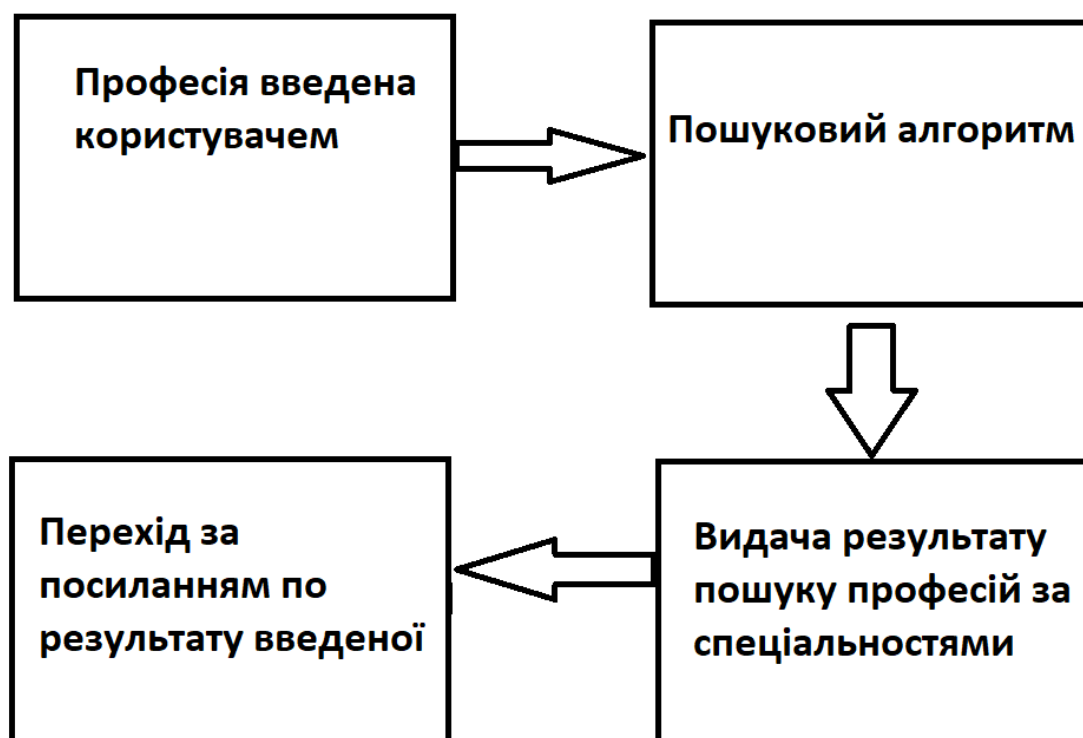 Професія введена
користувачем
Пошуковий алгоритм
Видача результату
пошуку професій за
спеціальностями
Перехід за
посиланням по
результату введеної